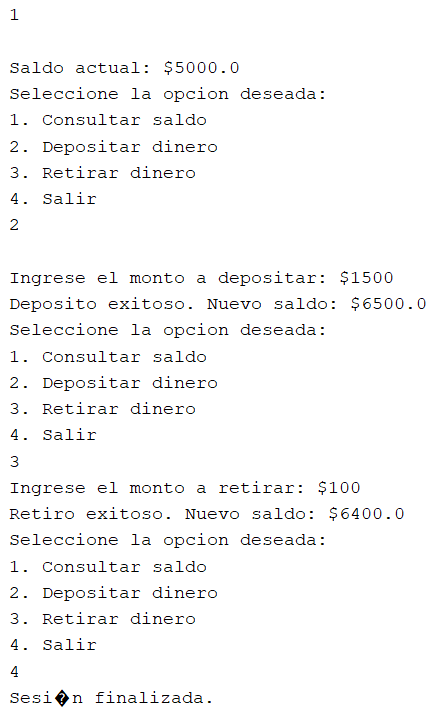 1
Saldo actual: $5000.0
Seleccione la opcion deseada:
1. Consultar saldo
2. Depositar dinero
3. Retirar dinero
4. Salir
2
Ingrese el monto a depositar: $1500
Deposito exitoso. Nuevo saldo: $6500.0
Seleccione la opcion deseada:
1. Consultar saldo
2. Depositar dinero
3. Retirar dinero
4. Salir
3
Ingrese el monto a retirar: $100
Retiro exitoso. Nuevo saldo: $6400.0
Seleccione la opcion deseada:
1. Consultar saldo
2. Depositar dinero
3. Retirar dinero
4. Salir
4
Sesi�n finalizada.